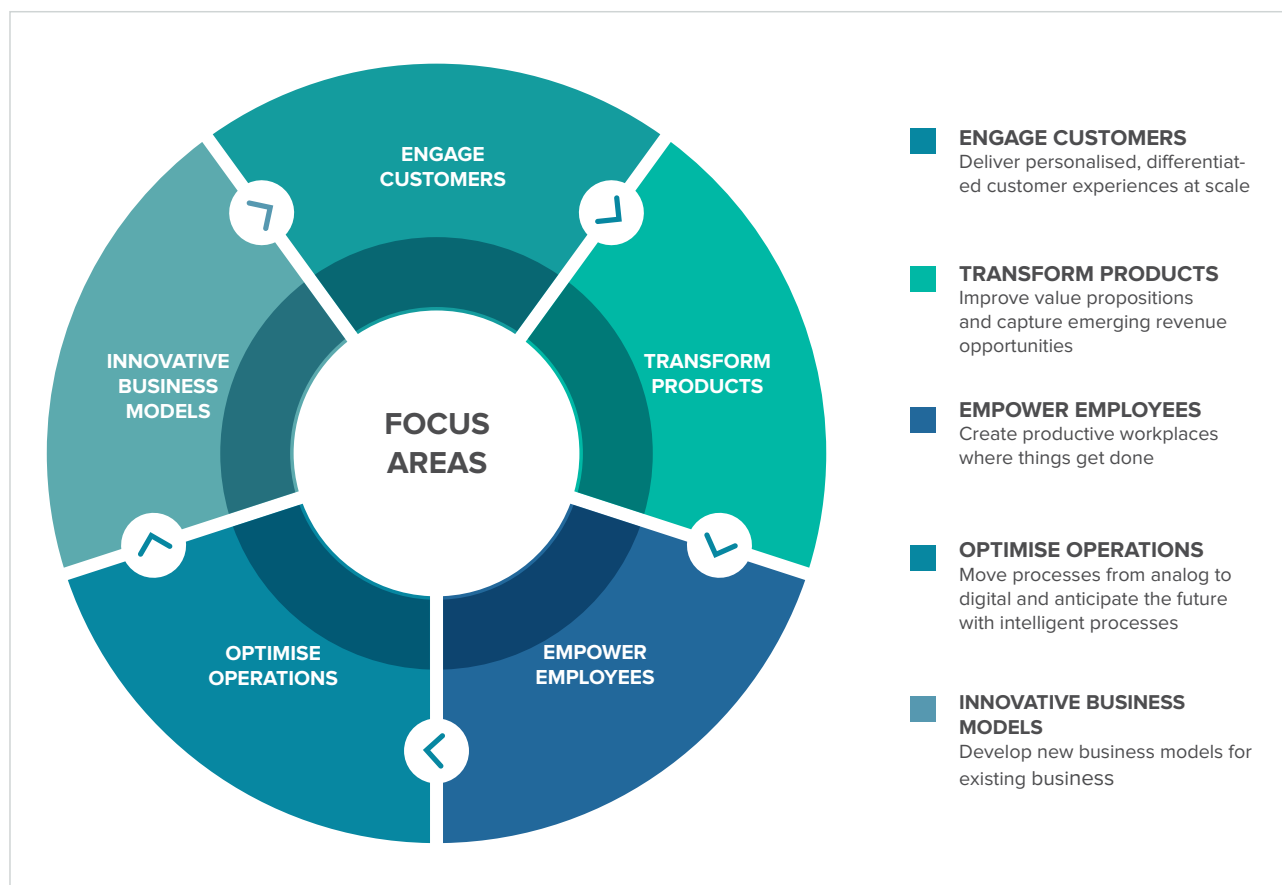 ENGAGE
CUSTOMERS
TRANSFORM
PRODUCTS
EMPOWER
EMPLOYEES
OPTIMISE
OPERATIONS
INNOVATIVE
BUSINESS
MODELS
FOCUS
AREAS
ENGAGE CUSTOMERS
Deliver personalised, differentiat-
ed customer experiences at scale
TRANSFORM PRODUCTS
Improve value propositions
and capture emerging revenue
opportunities
EMPOWER EMPLOYEES
Create productive workplaces
where things get done
OPTIMISE OPERATIONS
Move processes from analog to
digital and anticipate the future
with intelligent processes
INNOVATIVE BUSINESS
MODELS
Develop new business models for
existing business